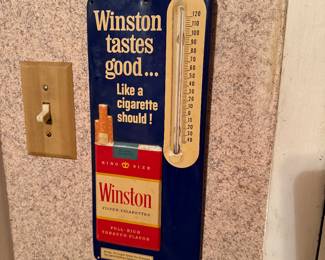 Winston
tastes
good...
Like a
cigarette
should!
KING SIZE
Winston
FILTER-CIGARETTES
FULL-RICH
TOBACCO FLAVOR
120
110
100
90
80
70
60
50
40
30
20
10
0
10
20
30
40